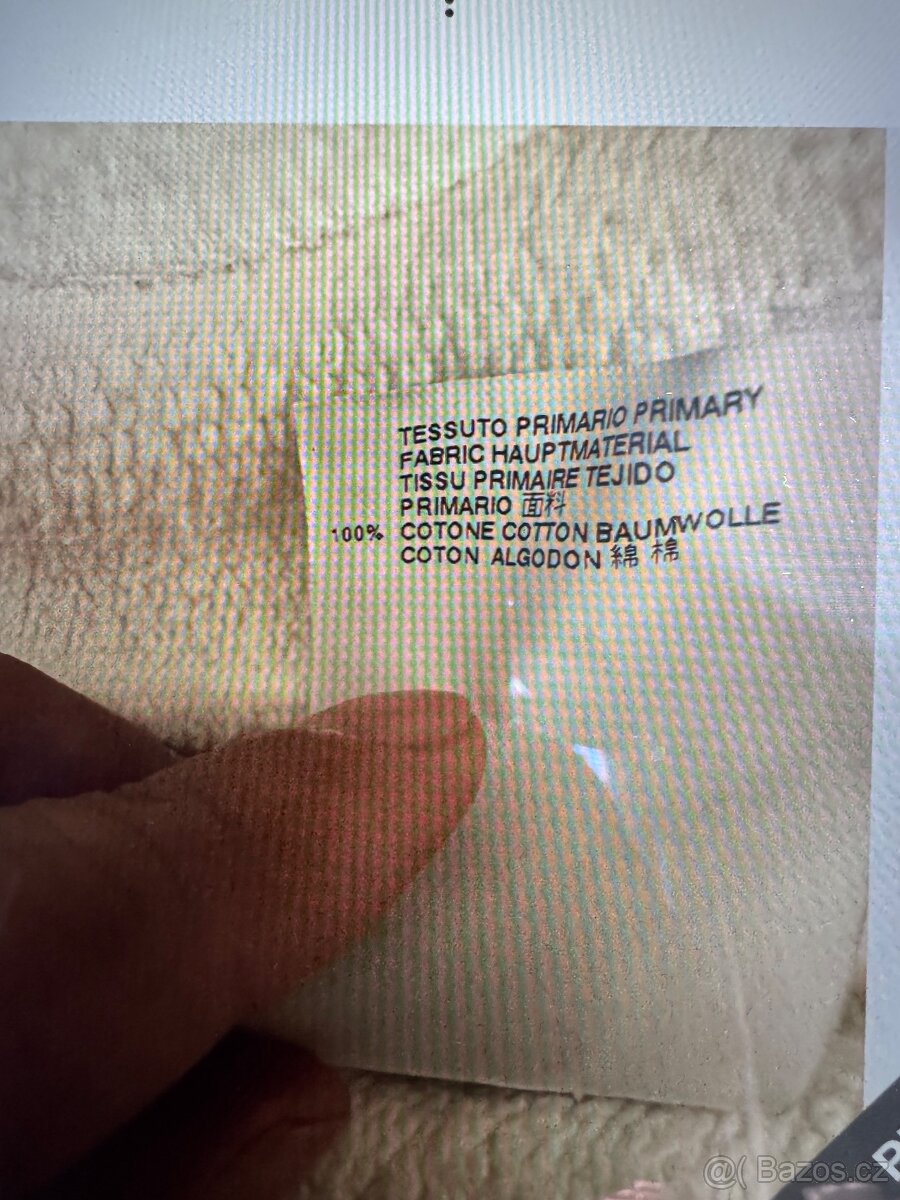 TESSUTO PRIMARIO PRIMARY
FABRIC HAUPTMATERIAL
TISSU PRIMAIRE TEJIDO
PRIMARIO 面料
100% COTONE COTTON BAUMWOLLE
COTON ALGODON 綿 棉
@( Bazos.cz